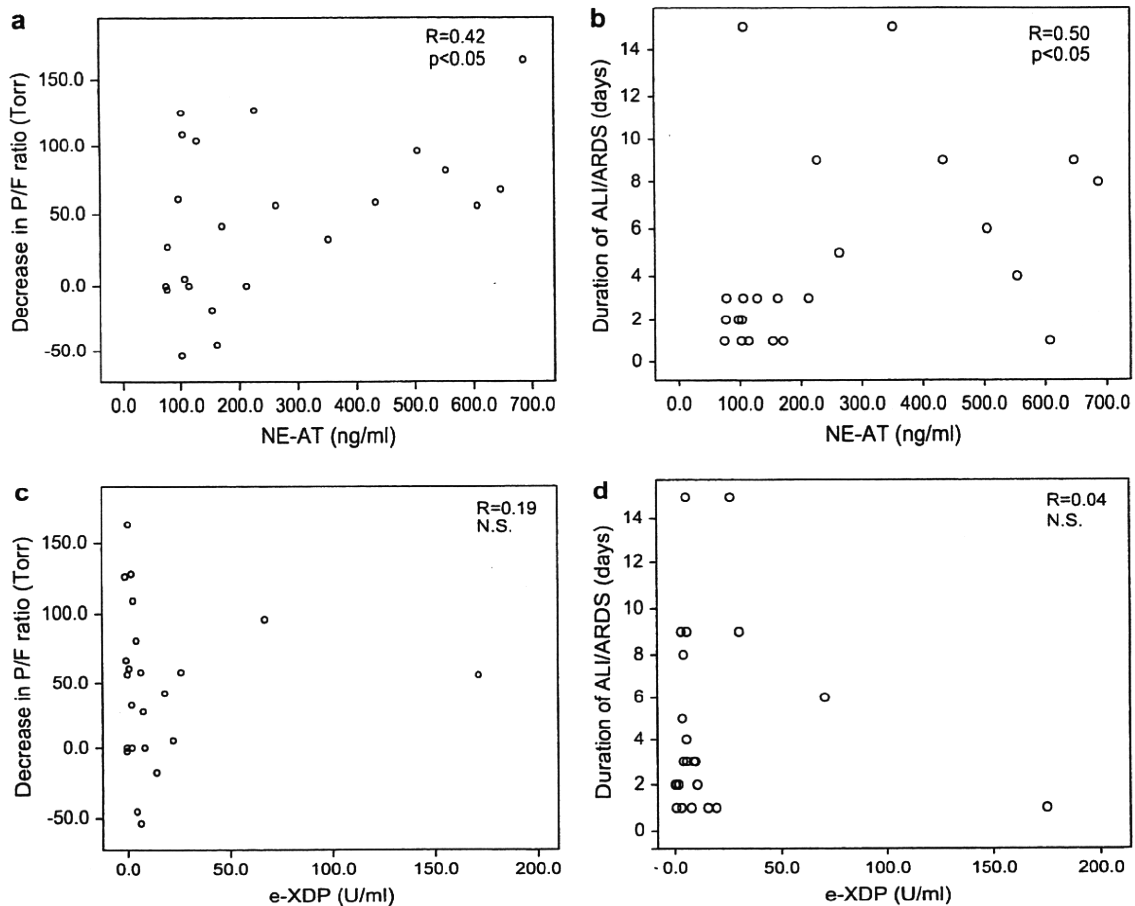 a
R=0.42
p<0.05
Decrease in P/F ratio (Torr)
150.0
100.0
50.0
0.0
-50.0
0.0 100.0 200.0 300.0 400.0 500.0 600.0 700.0
NE-AT (ng/ml)
b
R=0.50
p<0.05
Duration of ALI/ARDS (days)
14
12
10
8
6
4
2
0
0.0 100.0 200.0 300.0 400.0 500.0 600.0 700.0
NE-AT (ng/ml)
c
R=0.19
N.S.
Decrease in P/F ratio (Torr)
150.0
100.0
50.0
0.0
-50.0
0.0 50.0 100.0 150.0 200.0
e-XDP (U/ml)
d
R=0.04
N.S.
Duration of ALI/ARDS (days)
14
12
10
8
6
4
2
0
0.0 50.0 100.0 150.0 200.0
e-XDP (U/ml)